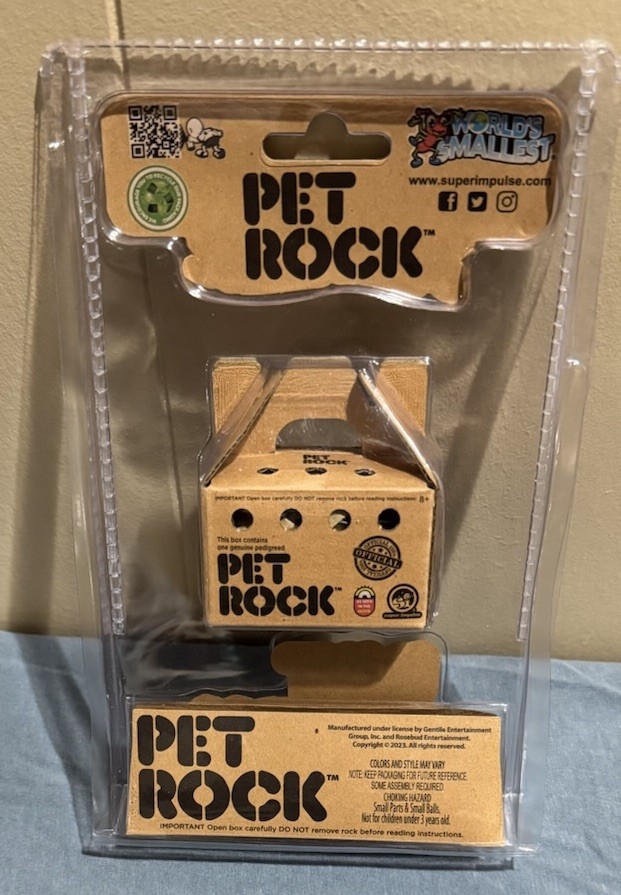 WORLD'S
SMALLEST
www.superimpulse.com
PET
ROCK™
PET
ROCK
IMPORTANT Open box carefully DO NOT remove rock before reading instructions. 8+
This box contains
one genuine pedigreed
PET
ROCK™
OFFICIAL
super impulse
PET
ROCK™
Manufactured under license by Gentile Entertainment
Group, Inc. and Rosebud Entertainment.
Copyright © 2023. All rights reserved.
COLORS AND STYLE MAY VARY
NOTE: KEEP PACKAGING FOR FUTURE REFERENCE.
SOME ASSEMBLY REQUIRED.
CHOKING HAZARD
Small Parts & Small Balls.
Not for children under 3 years old.
IMPORTANT Open box carefully DO NOT remove rock before reading instructions.